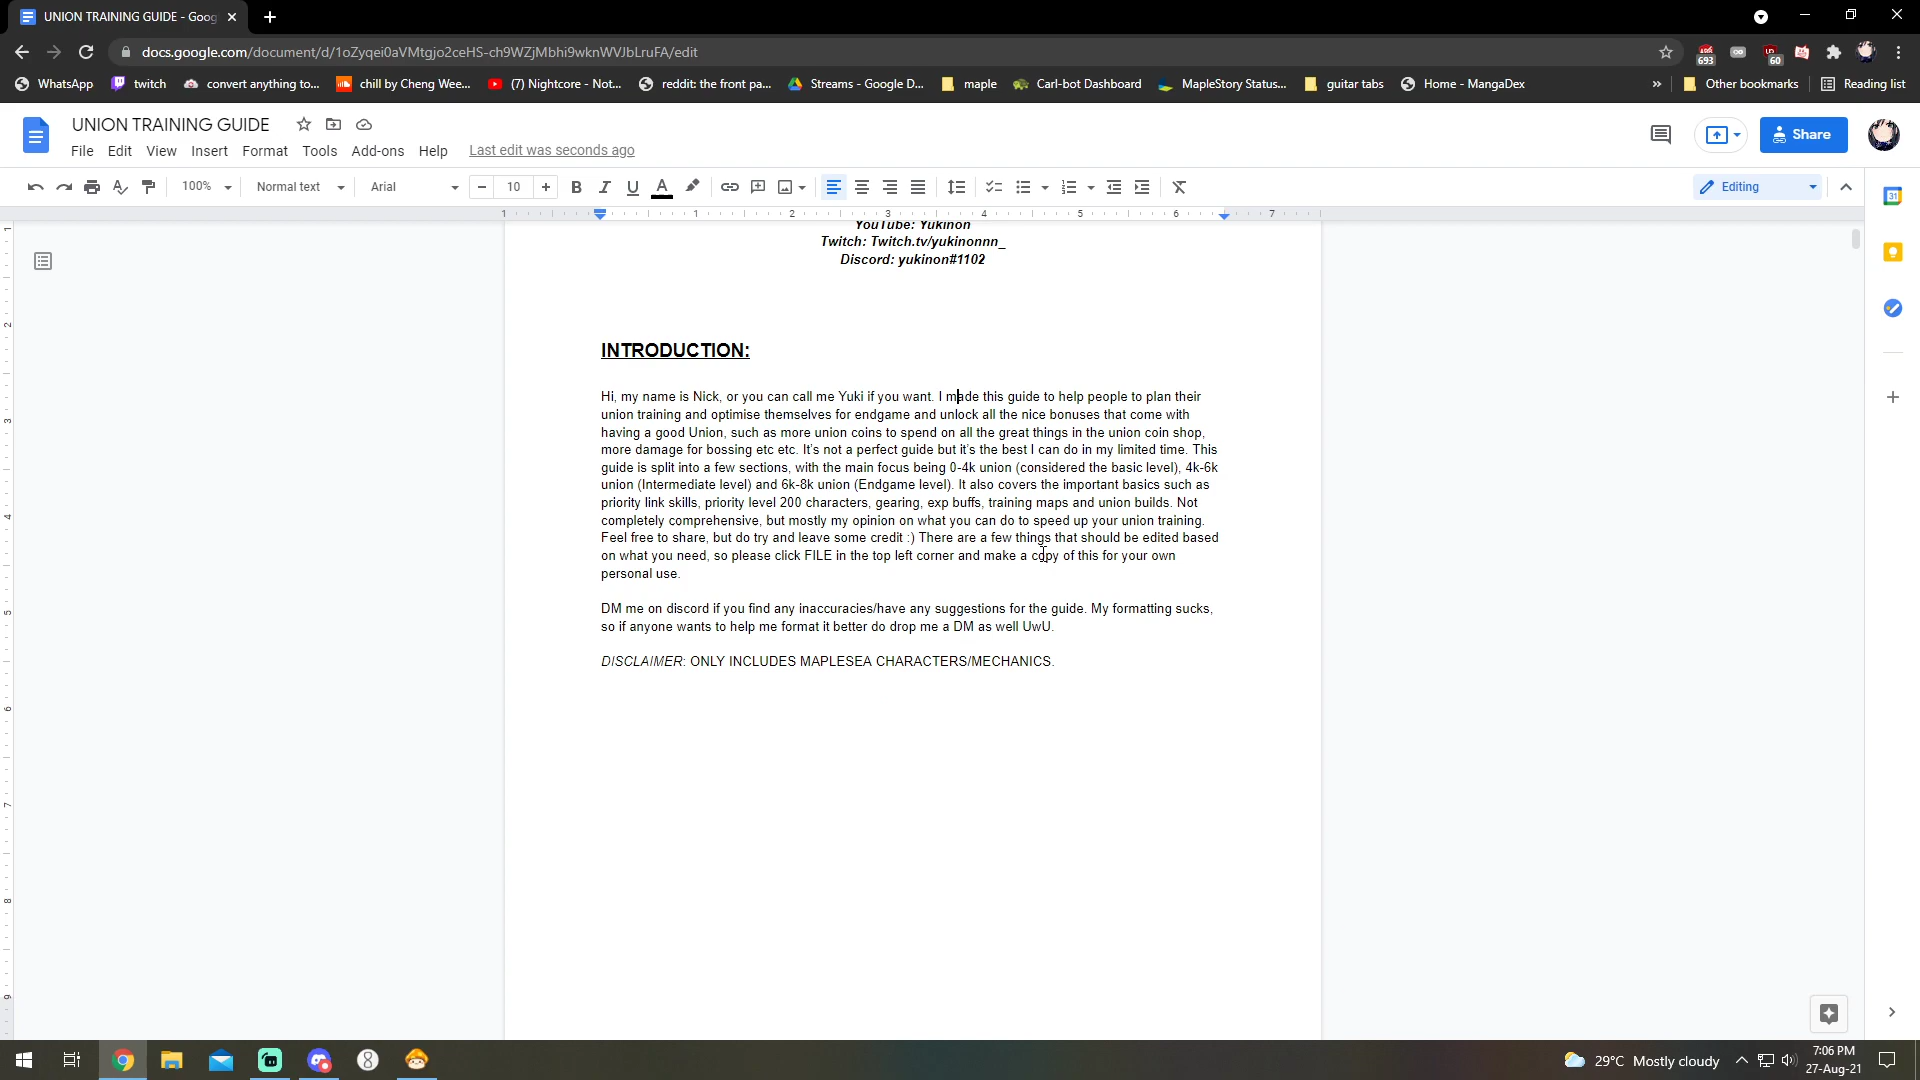 UNION TRAINING GUIDE - Goog
docs.google.com/document/d/1oZyqei0aVMtgjo2ceHS-ch9WZjMbhi9wknWVJbLruFA/edit
693
60
WhatsApp twitch convert anything to... chill by Cheng Wee... (7) Nightcore - Not... reddit: the front pa... Streams - Google D... maple Carl-bot Dashboard MapleStory Status... guitar tabs Home - MangaDex » Other bookmarks Reading list
UNION TRAINING GUIDE
Share
File Edit View Insert Format Tools Add-ons Help Last edit was seconds ago
100% Normal text Arial 10 Editing
31
1 1 2 3 4 5 6 7
YouTube: Yukinon
Twitch: Twitch.tv/yukinonnn_
Discord: yukinon#1102
INTRODUCTION:
Hi, my name is Nick, or you can call me Yuki if you want. I made this guide to help people to plan their
union training and optimise themselves for endgame and unlock all the nice bonuses that come with
having a good Union, such as more union coins to spend on all the great things in the union coin shop,
more damage for bossing etc etc. It's not a perfect guide but it's the best I can do in my limited time. This
guide is split into a few sections, with the main focus being 0-4k union (considered the basic level), 4k-6k
union (Intermediate level) and 6k-8k union (Endgame level). It also covers the important basics such as
priority link skills, priority level 200 characters, gearing, exp buffs, training maps and union builds. Not
completely comprehensive, but mostly my opinion on what you can do to speed up your union training.
Feel free to share, but do try and leave some credit :) There are a few things that should be edited based
on what you need, so please click FILE in the top left corner and make a copy of this for your own
personal use.
DM me on discord if you find any inaccuracies/have any suggestions for the guide. My formatting sucks,
so if anyone wants to help me format it better do drop me a DM as well UwU.
DISCLAIMER: ONLY INCLUDES MAPLESEA CHARACTERS/MECHANICS.
29°C Mostly cloudy
7:06 PM
27-Aug-21